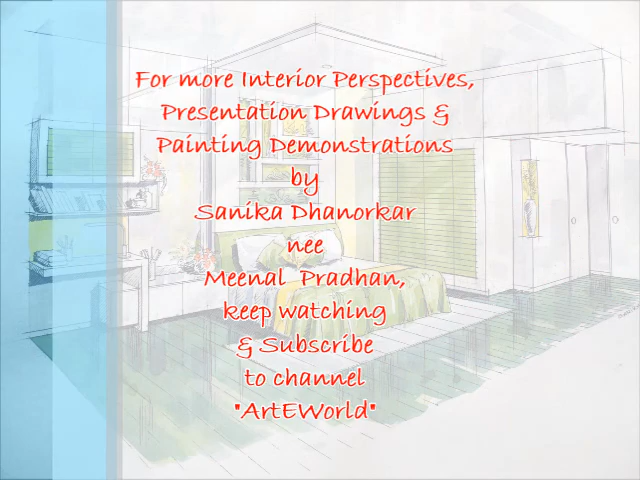 For more Interior Perspectives,
Presentation Drawings &
Painting Demonstrations
by
Sanika Dhanorkar
nee
Meenal Pradhan,
keep watching
& Subscribe
to channel
"ArtEWorld"